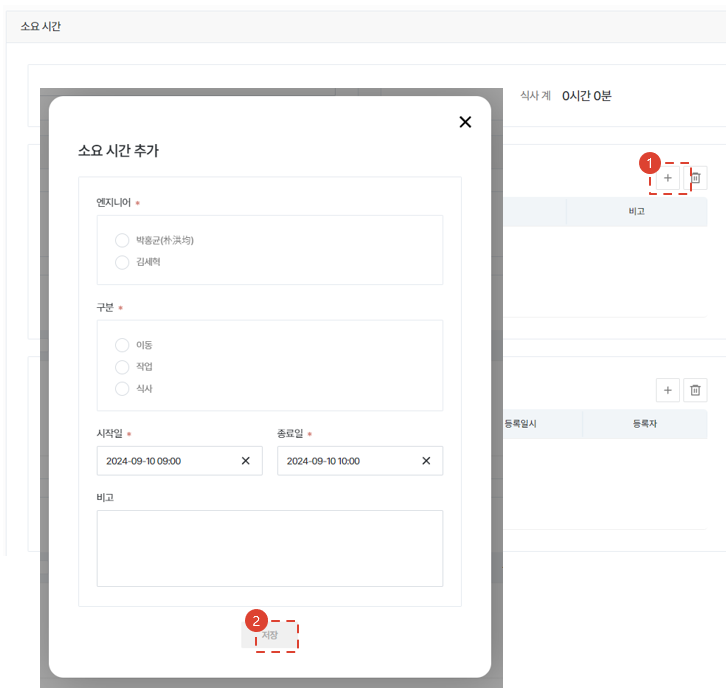 소요 시간
식사 계 0시간 0분
소요 시간 추가
1
엔지니어 *
비고
박흥균(朴洪均)
김세혁
구분 *
이동
작업
식사
등록일시 등록자
시작일 * 종료일 *
2024-09-10 09:00 2024-09-10 10:00
비고
2
저장